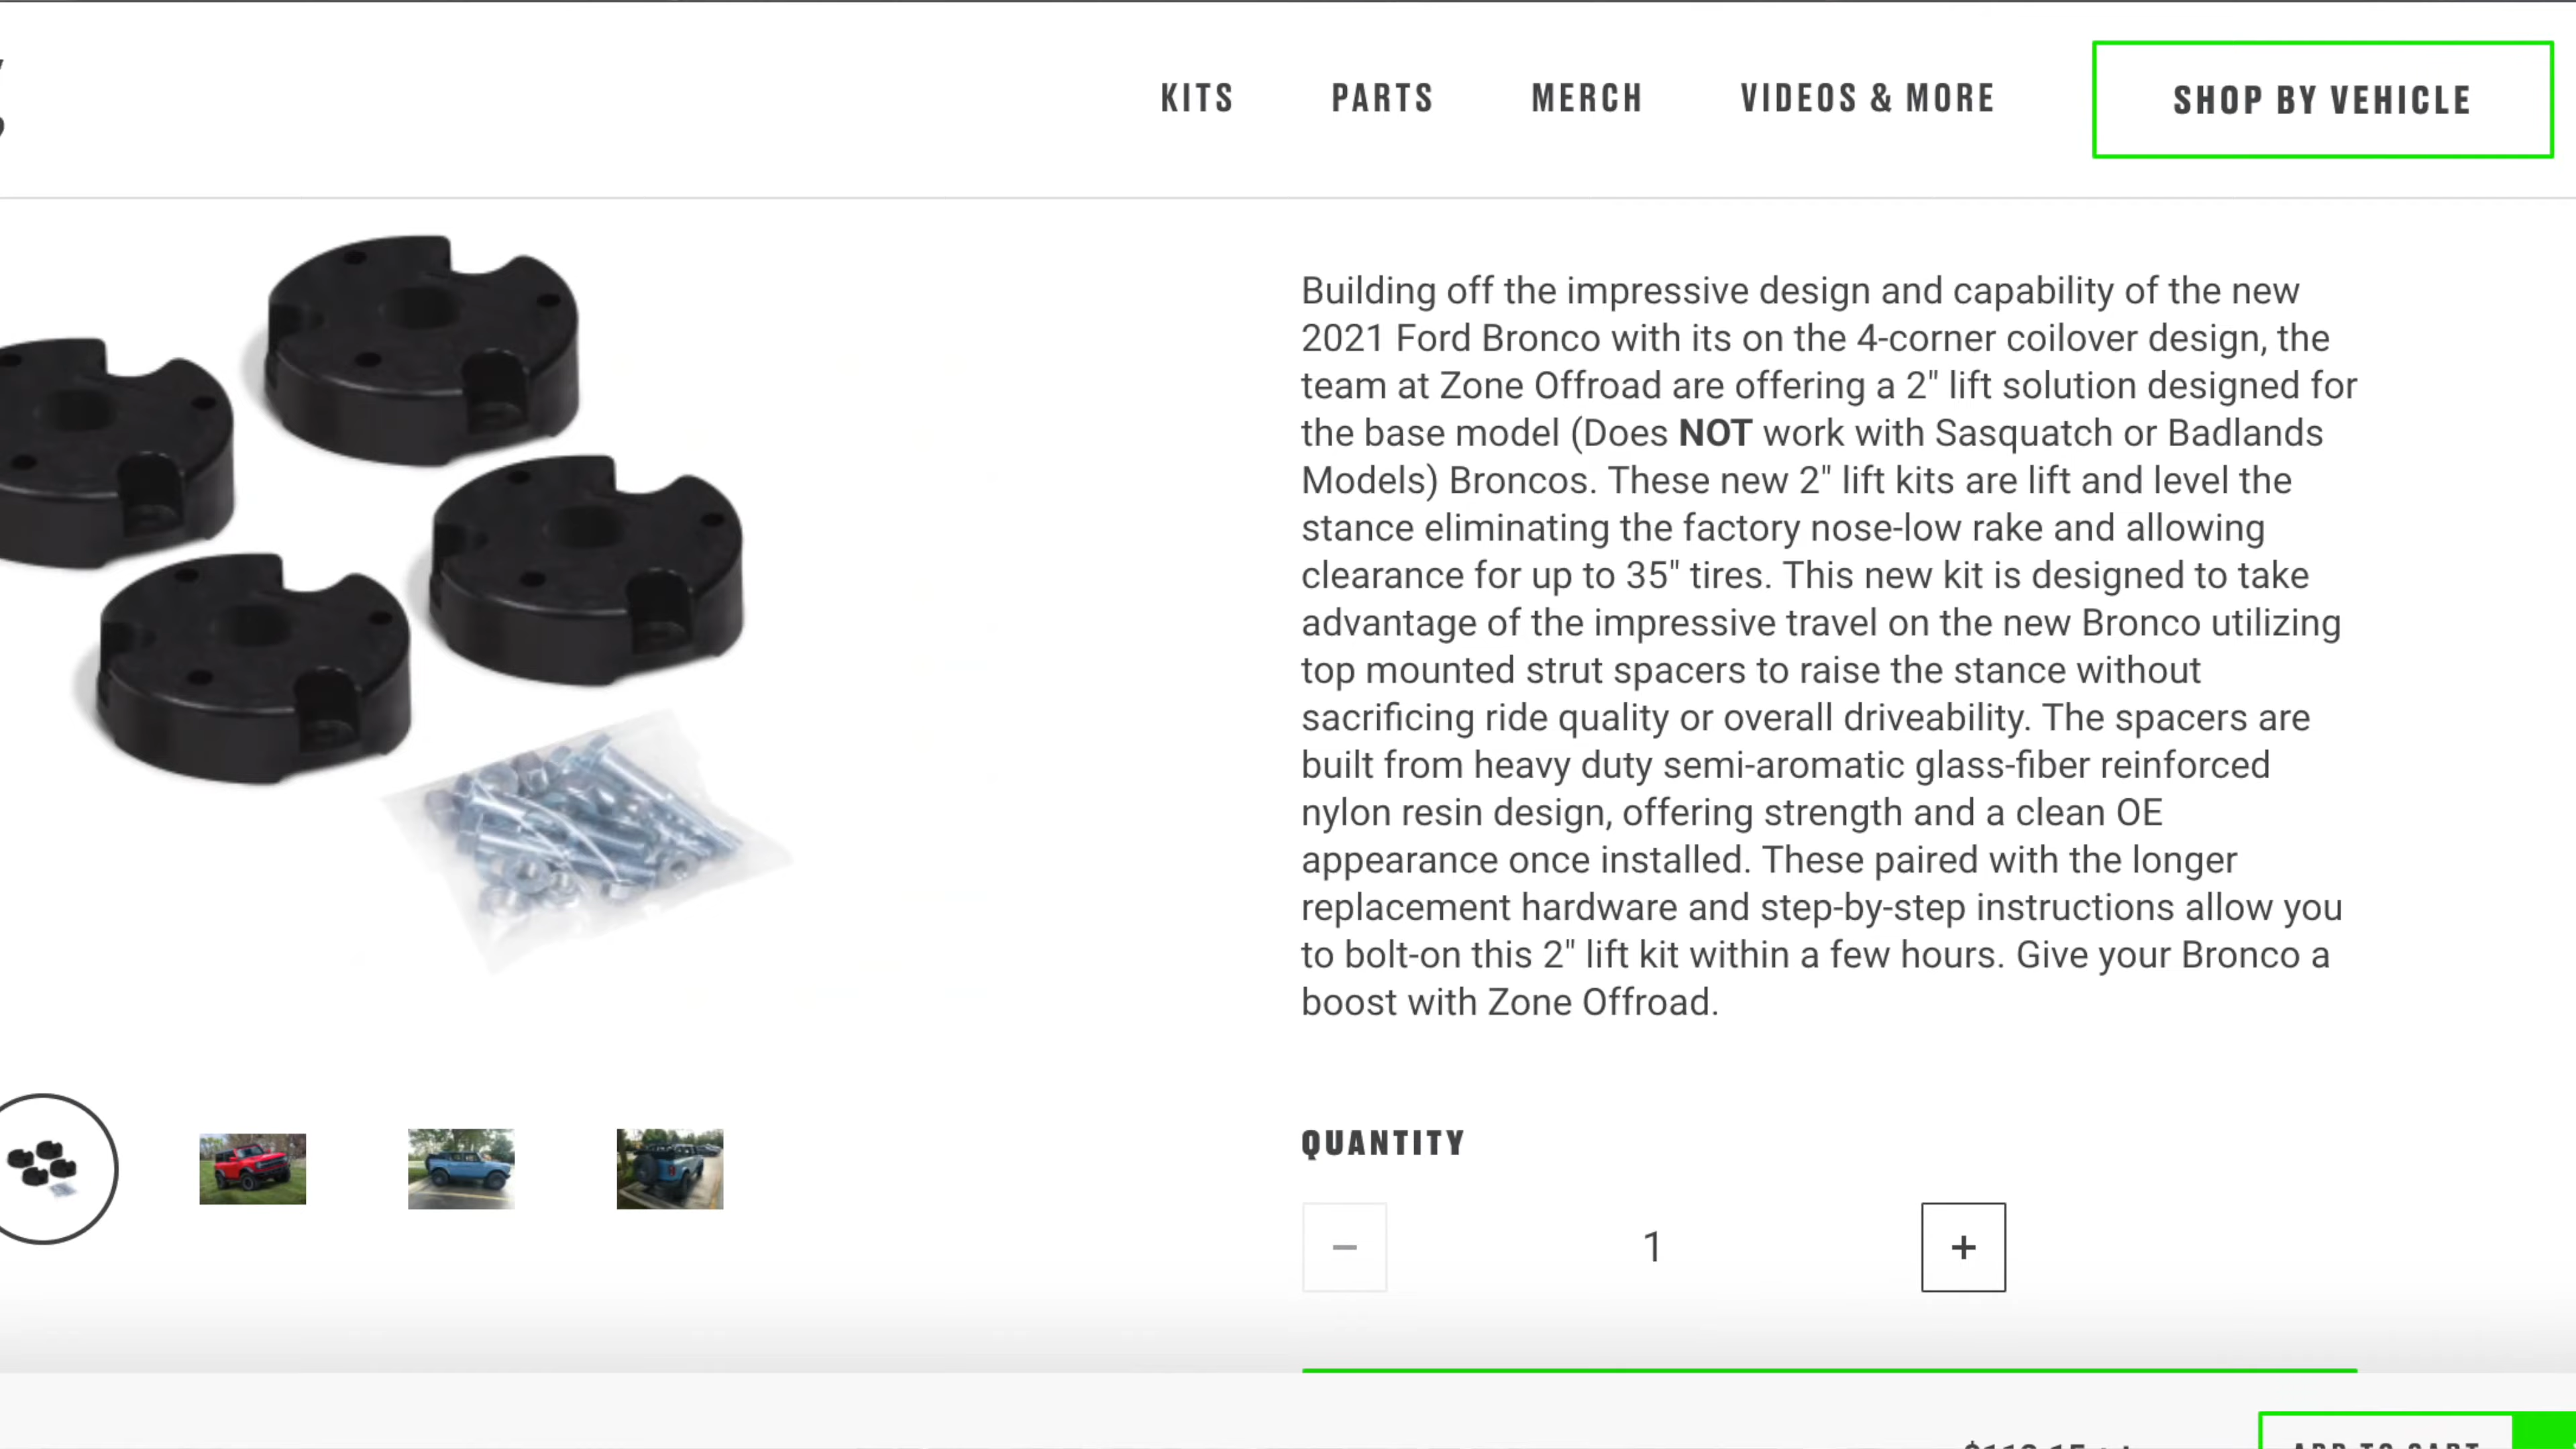 KITS
PARTS
MERCH
VIDEOS & MORE
SHOP BY VEHICLE
Building off the impressive design and capability of the new
2021 Ford Bronco with its on the 4-corner coilover design, the
team at Zone Offroad are offering a 2" lift solution designed for
the base model (Does NOT work with Sasquatch or Badlands
Models) Broncos. These new 2" lift kits are lift and level the
stance eliminating the factory nose-low rake and allowing
clearance for up to 35" tires. This new kit is designed to take
advantage of the impressive travel on the new Bronco utilizing
top mounted strut spacers to raise the stance without
sacrificing ride quality or overall driveability. The spacers are
built from heavy duty semi-aromatic glass-fiber reinforced
nylon resin design, offering strength and a clean OE
appearance once installed. These paired with the longer
replacement hardware and step-by-step instructions allow you
to bolt-on this 2" lift kit within a few hours. Give your Bronco a
boost with Zone Offroad.
QUANTITY
− 1 +
ADD TO CART